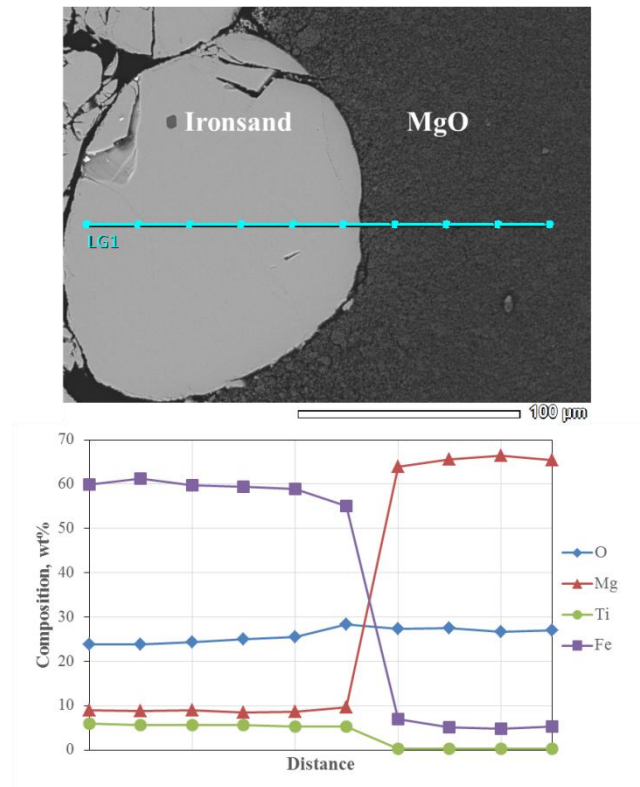 Ironsand
MgO
LG1
100 µm
70
60
50
40
30
20
10
0
Composition, wt%
Distance
O
Mg
Ti
Fe